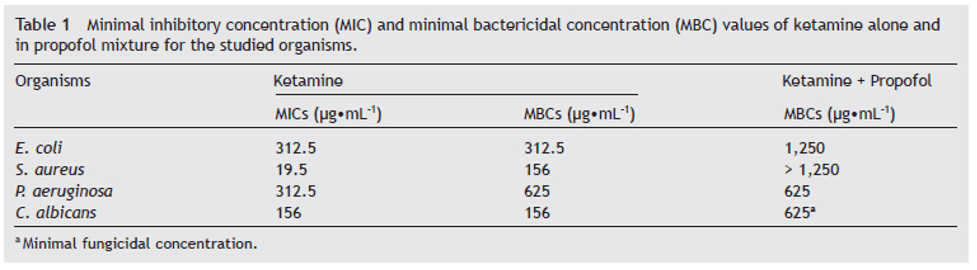 Table 1 Minimal inhibitory concentration (MIC) and minimal bactericidal concentration (MBC) values of ketamine alone and
in propofol mixture for the studied organisms.
Organisms Ketamine Ketamine + Propofol
MICs (µg•mL-1) MBCs (µg•mL-1) MBCs (µg•mL-1)
E. coli 312.5 312.5 1,250
S. aureus 19.5 156 > 1,250
P. aeruginosa 312.5 625 625
C. albicans 156 156 625a
a Minimal fungicidal concentration.